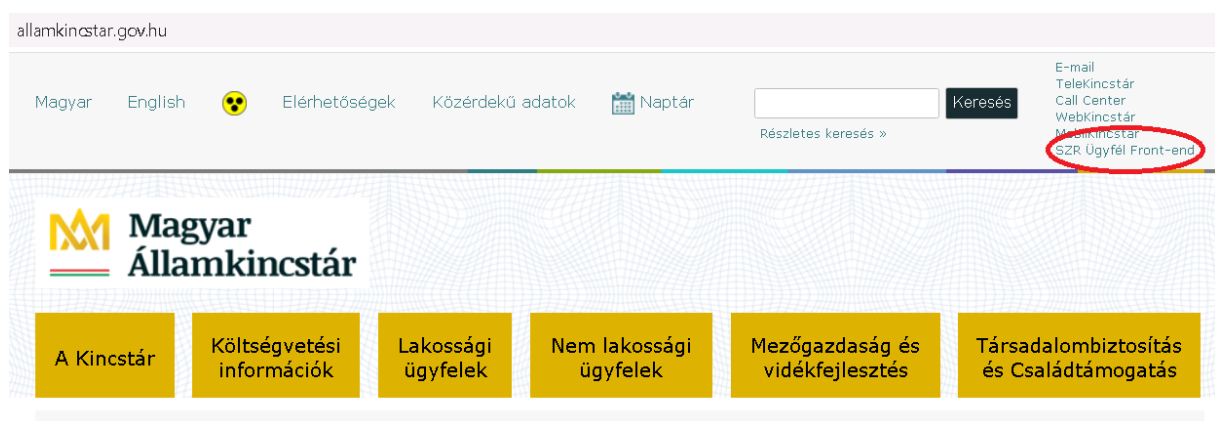 allamkincstar.gov.hu
Magyar English Elérhetőségek Közérdekű adatok Naptár
Keresés
Részletes keresés »
E-mail
TeleKincstár
Call Center
WebKincstár
MobilKincstár
SZR Ügyfél Front-end
Magyar
Államkincstár
A Kincstár
Költségvetési
információk
Lakossági
ügyfelek
Nem lakossági
ügyfelek
Mezőgazdaság és
vidékfejlesztés
Társadalombiztosítás
és Családtámogatás